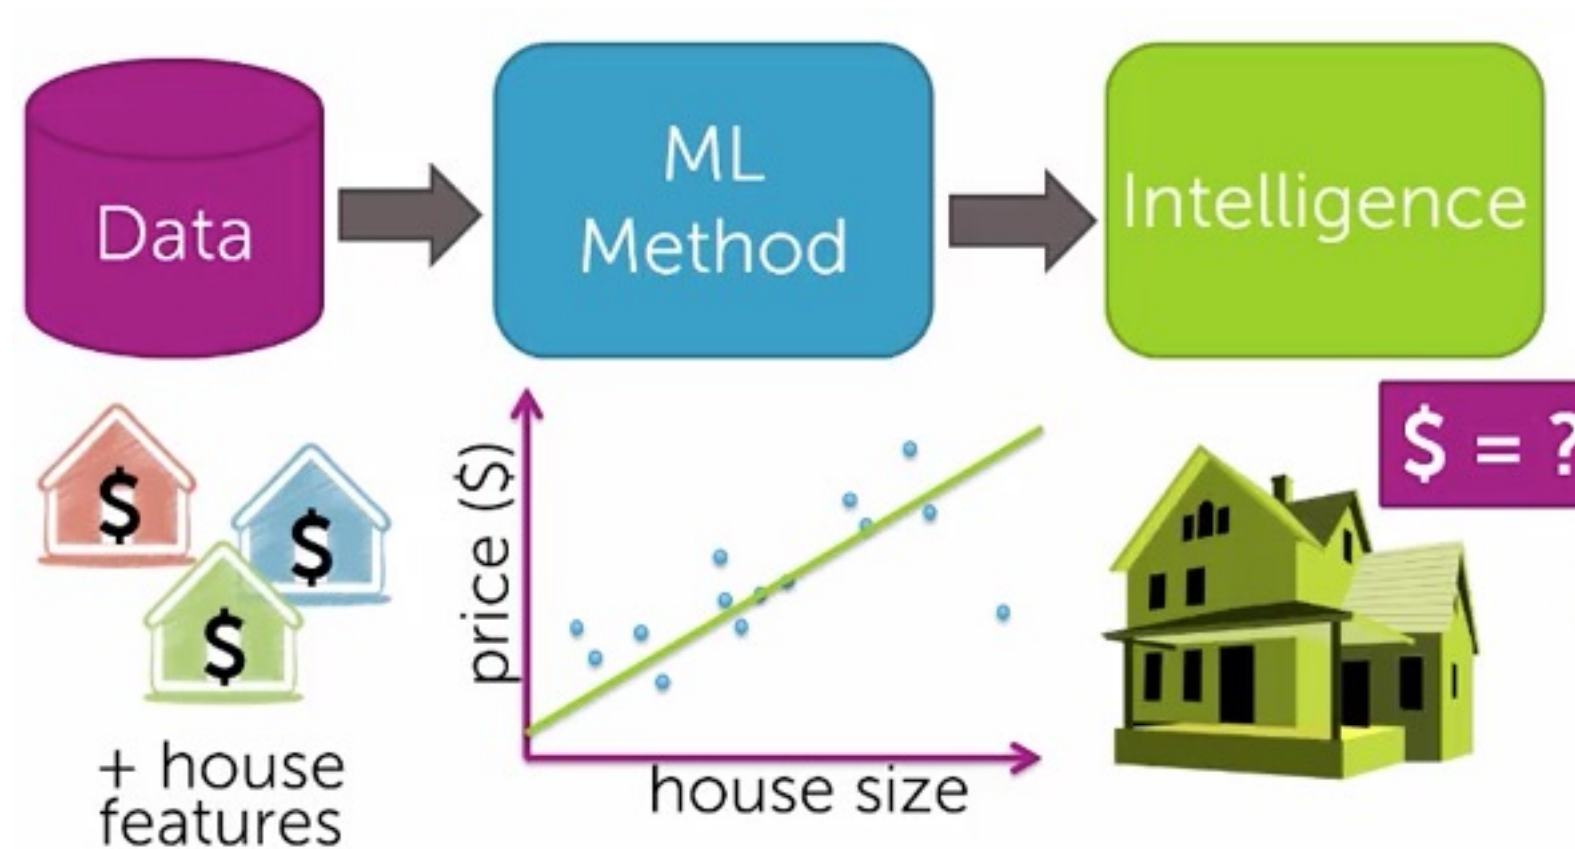 Data
ML
Method
Intelligence
$
$
$
+ house
features
price ($)
house size
$ = ?